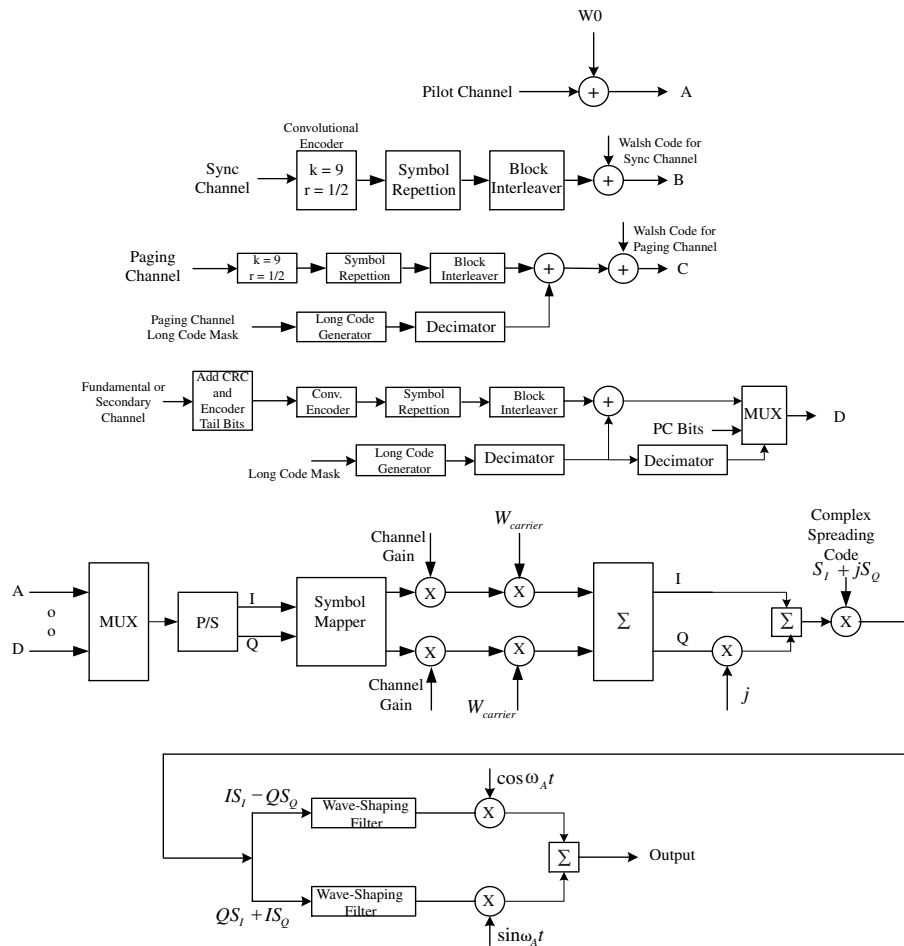 W0
Pilot Channel
+
A
Convolutional
Encoder
Sync
Channel
k = 9
r = 1/2
Symbol
Repettion
Block
Interleaver
Walsh Code for
Sync Channel
+
B
Paging
Channel
k = 9
r = 1/2
Symbol
Repettion
Block
Interleaver
+
Walsh Code for
Paging Channel
+
C
Paging Channel
Long Code Mask
Long Code
Generator
Decimator
Fundamental or
Secondary
Channel
Add CRC
and
Encoder
Tail Bits
Conv.
Encoder
Symbol
Repettion
Block
Interleaver
+
PC Bits
MUX
D
Long Code Mask
Long Code
Generator
Decimator
Decimator
A
o
o
D
MUX
P/S
I
Q
Symbol
Mapper
Channel
Gain
X
W_carrier
X
X
Channel
Gain
X
W_carrier
Σ
I
Q
X
j
Σ
Complex
Spreading
Code
S_I + jS_Q
X
IS_I − QS_Q
Wave-Shaping
Filter
cos ω_A t
X
Σ
Output
QS_I + IS_Q
Wave-Shaping
Filter
X
sin ω_A t